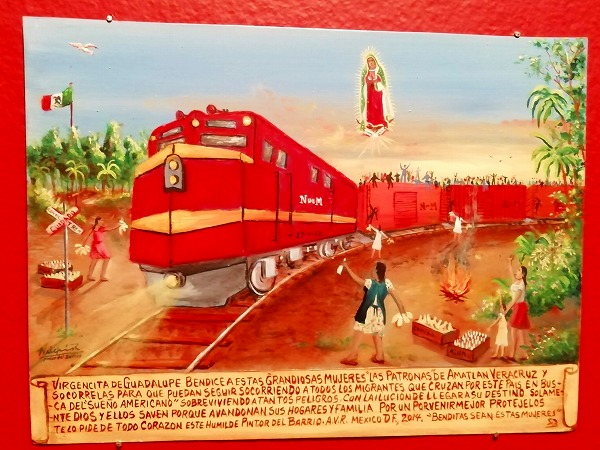 N de M
N-M
VIRGENCITA DE GUADALUPE BENDICE A ESTAS GRANDIOSAS MUJERES "LAS PATRONAS" DE AMATLAN VERACRUZ Y
SOCORRELAS PARA QUE PUEDAN SEGUIR SOCORRIENDO A TODOS LOS MIGRANTES QUE CRUZAN POR ESTE PAIS EN BUS-
CA DEL "SUEÑO AMERICANO" SOBREVIVIENDO A TANTOS PELIGROS CON LA ILUCION DE LLEGAR A SU DESTINO SOLAME-
NTE DIOS Y ELLOS SAVEN PORQUE AVANDONAN SUS HOGARES Y FAMILIA. POR UN PORVENIR MEJOR PROTEJELOS
TE LO PIDE DE TODO CORAZON ESTE HUMILDE PINTOR DEL BARRIO. A.V.R. MEXICO DF, 2014. "BENDITAS SEAN ESTAS MUJERES"